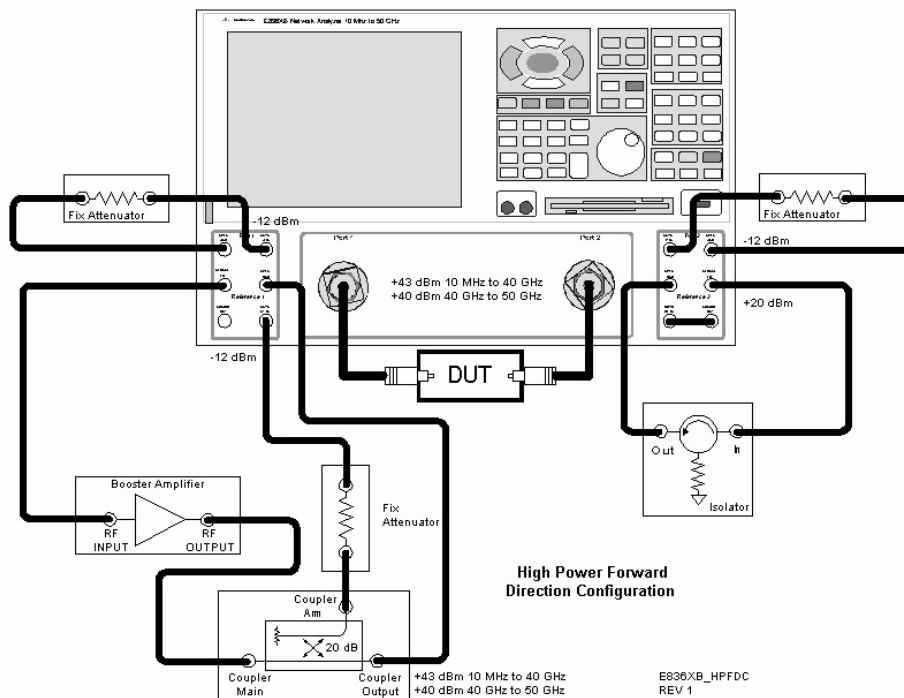 E836XB Network Analyzer 10 MHz to 50 GHz
Fix Attenuator
Fix Attenuator
-12 dBm
-12 dBm
Port 1
Port 2
+43 dBm 10 MHz to 40 GHz
+40 dBm 40 GHz to 50 GHz
Reference 1
Reference 2
+20 dBm
-12 dBm
DUT
Out
In
Isolator
Booster Amplifier
RF
INPUT
RF
OUTPUT
Fix
Attenuator
High Power Forward
Direction Configuration
Coupler
Arm
20 dB
Coupler
Main
Coupler
Output
+43 dBm 10 MHz to 40 GHz
+40 dBm 40 GHz to 50 GHz
E836XB_HPFDC
REV 1